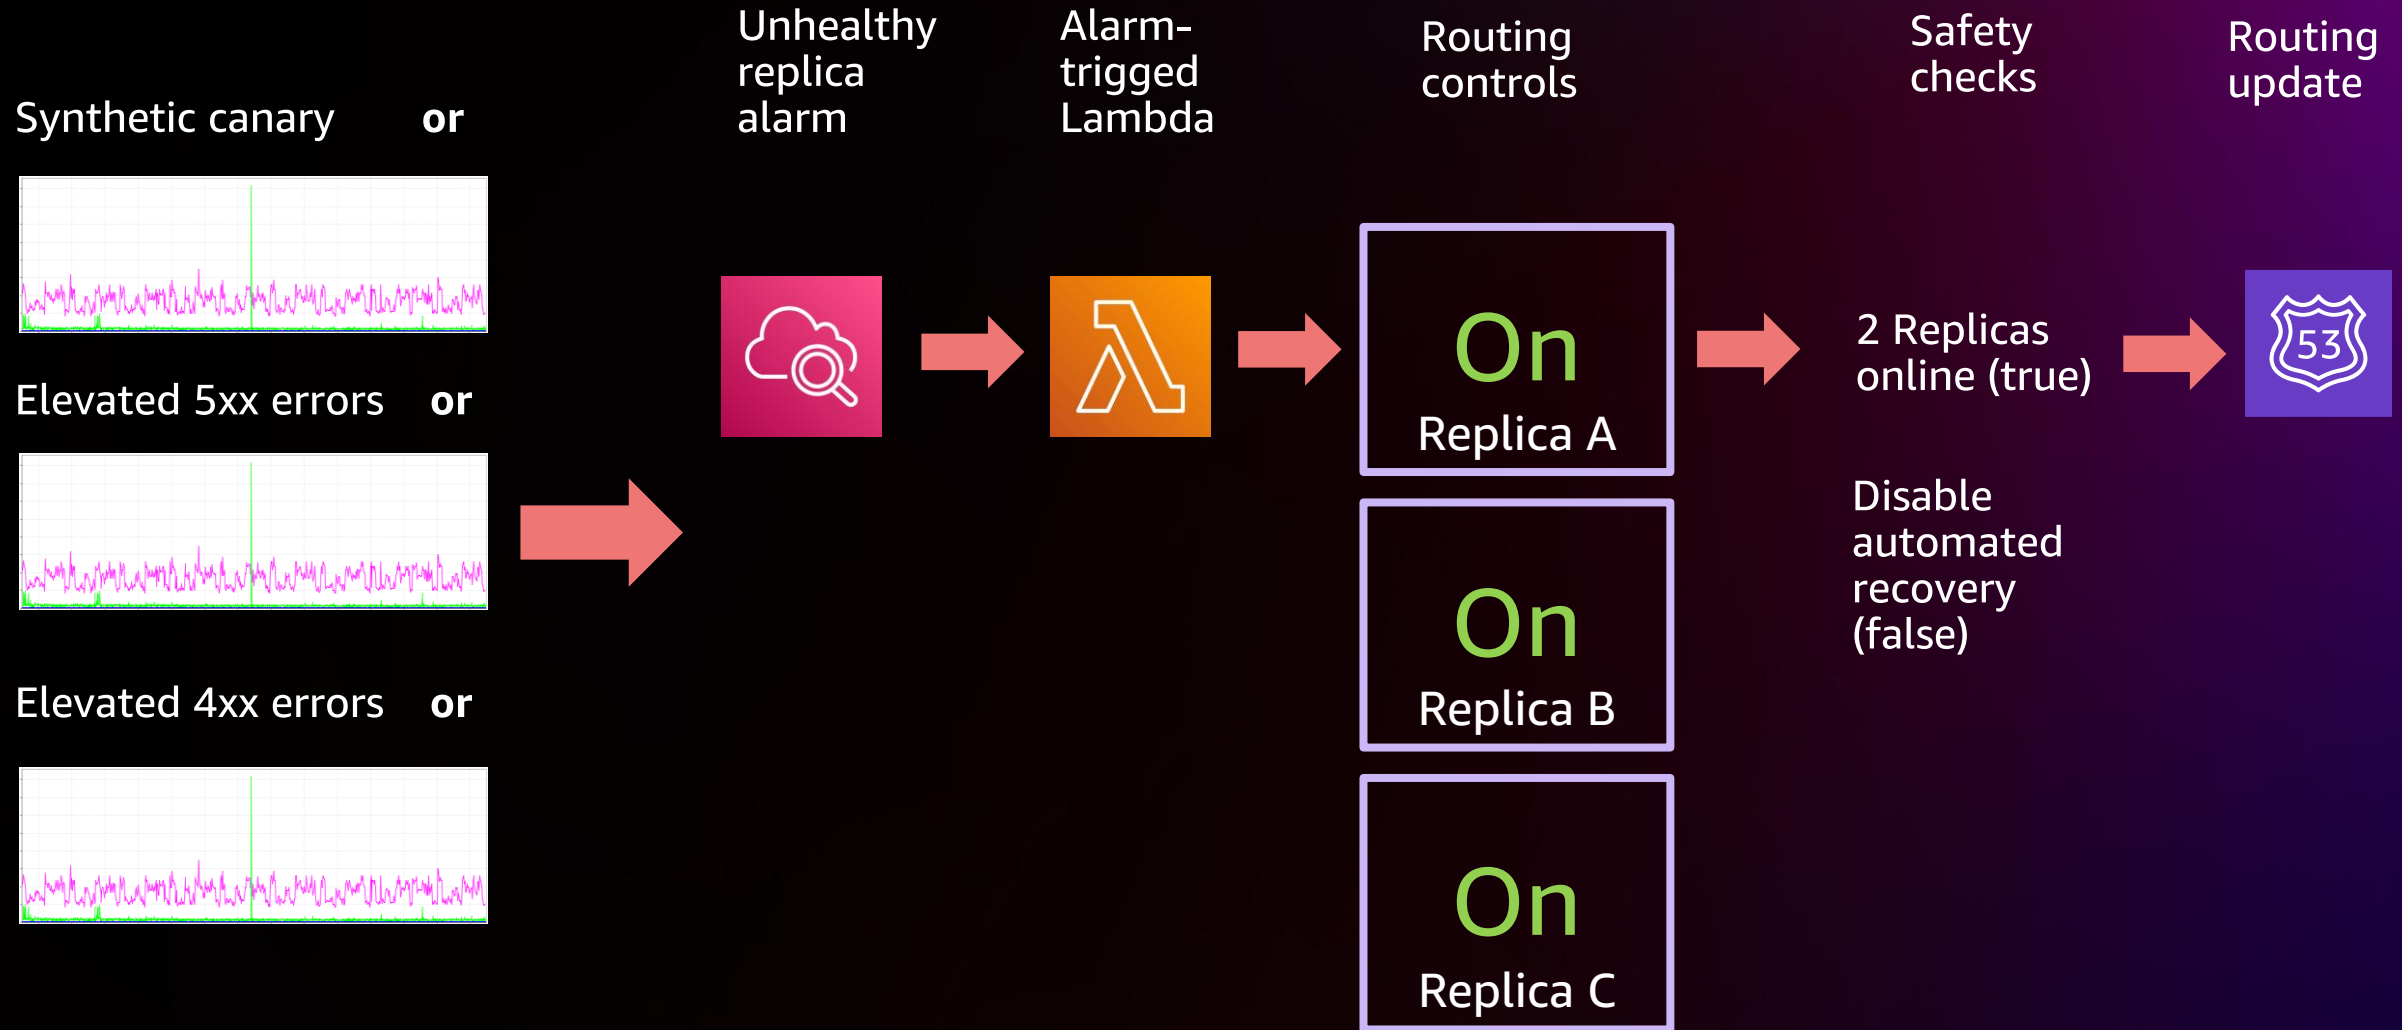 Synthetic canary or
Elevated 5xx errors or
Elevated 4xx errors or
Unhealthy
replica
alarm
Alarm-
trigged
Lambda
Routing
controls
On
Replica A
On
Replica B
On
Replica C
Safety
checks
2 Replicas
online (true)
Disable
automated
recovery
(false)
Routing
update
53